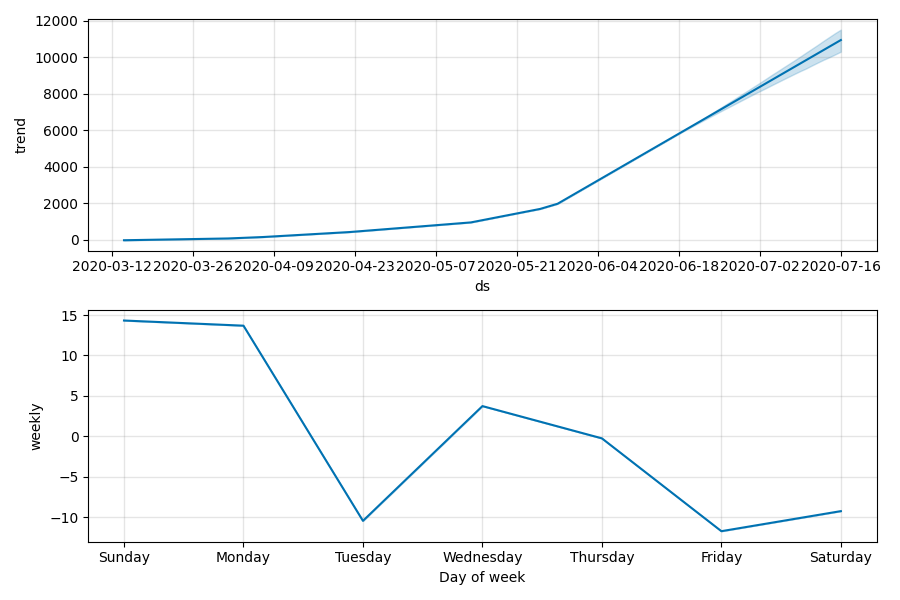 12000
10000
8000
6000
4000
2000
0
trend
2020-03-12 2020-03-26 2020-04-09 2020-04-23 2020-05-07 2020-05-21 2020-06-04 2020-06-18 2020-07-02 2020-07-16
ds
15
10
5
0
−5
−10
weekly
Sunday Monday Tuesday Wednesday Thursday Friday Saturday
Day of week